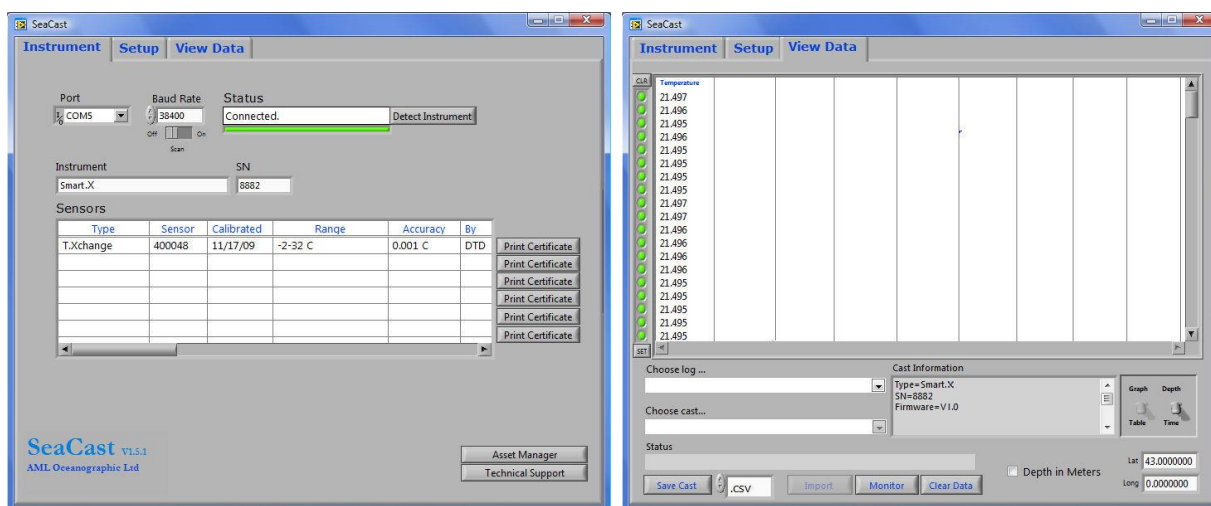 SeaCast
Instrument Setup View Data
Port Baud Rate Status
COM5 38400 Connected. Detect Instrument
Off On
Scan
Instrument SN
Smart.X 8882
Sensors
Type Sensor Calibrated Range Accuracy By
T.Xchange 400048 11/17/09 -2-32 C 0.001 C DTD Print Certificate
Print Certificate
Print Certificate
Print Certificate
Print Certificate
Print Certificate
SeaCast V1.5.1
AML Oceanographic Ltd
Asset Manager
Technical Support
SeaCast
Instrument Setup View Data
CLR Temperature
21.497
21.496
21.495
21.496
21.495
21.495
21.495
21.495
21.497
21.497
21.496
21.496
21.496
21.496
21.495
21.495
21.495
21.495
21.495
SET
Choose log ... Cast Information
Type=Smart.X
SN=8882
Firmware=V1.0
Graph Depth
Table Time
Choose cast...
Status
Depth in Meters
Lat 43.0000000
Long 0.0000000
Save Cast .CSV Import Monitor Clear Data